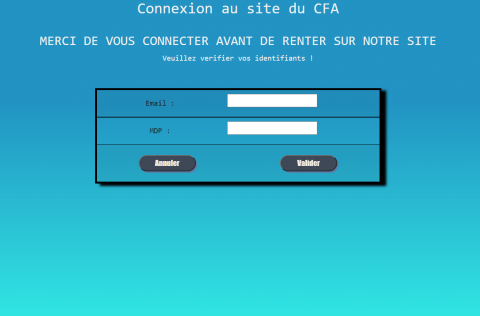 Connexion au site du CFA
MERCI DE VOUS CONNECTER AVANT DE RENTER SUR NOTRE SITE
Veuillez verifier vos identifiants !
Email :
MDP :
Annuler
Valider